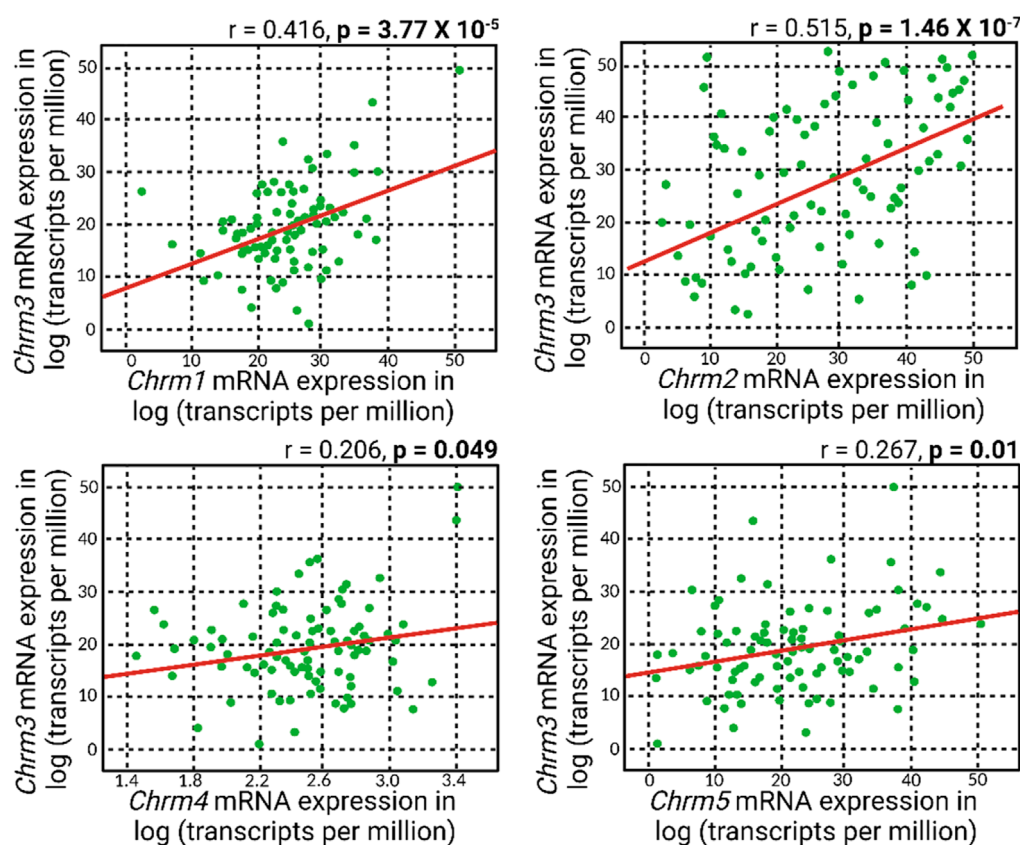 r = 0.416, p = 3.77 X 10⁻⁵
Chrm3 mRNA expression in
log (transcripts per million)
50
40
30
20
10
0
0 10 20 30 40 50
Chrm1 mRNA expression in
log (transcripts per million)
r = 0.515, p = 1.46 X 10⁻⁷
Chrm3 mRNA expression in
log (transcripts per million)
50
40
30
20
10
0
0 10 20 30 40 50
Chrm2 mRNA expression in
log (transcripts per million)
r = 0.206, p = 0.049
Chrm3 mRNA expression in
log (transcripts per million)
50
40
30
20
10
0
1.4 1.8 2.2 2.6 3.0 3.4
Chrm4 mRNA expression in
log (transcripts per million)
r = 0.267, p = 0.01
Chrm3 mRNA expression in
log (transcripts per million)
50
40
30
20
10
0
0 10 20 30 40 50
Chrm5 mRNA expression in
log (transcripts per million)